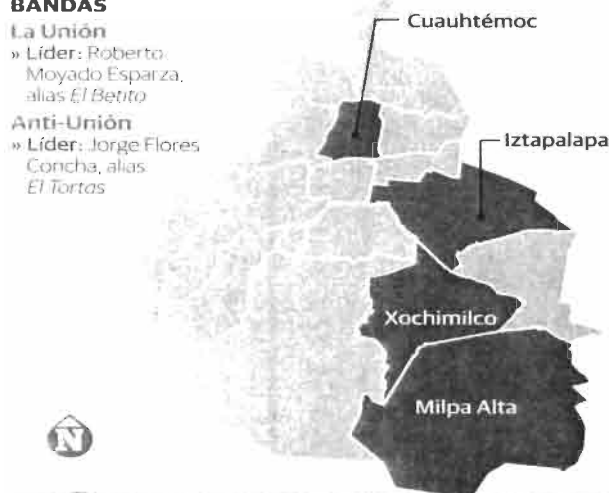 BANDAS
La Unión
» Líder: Roberto
Moyado Esparza,
alias El Betito
Anti-Unión
» Líder: Jorge Flores
Concha, alias
El Tortas
Cuauhtémoc
Iztapalapa
Xochimilco
Milpa Alta
N